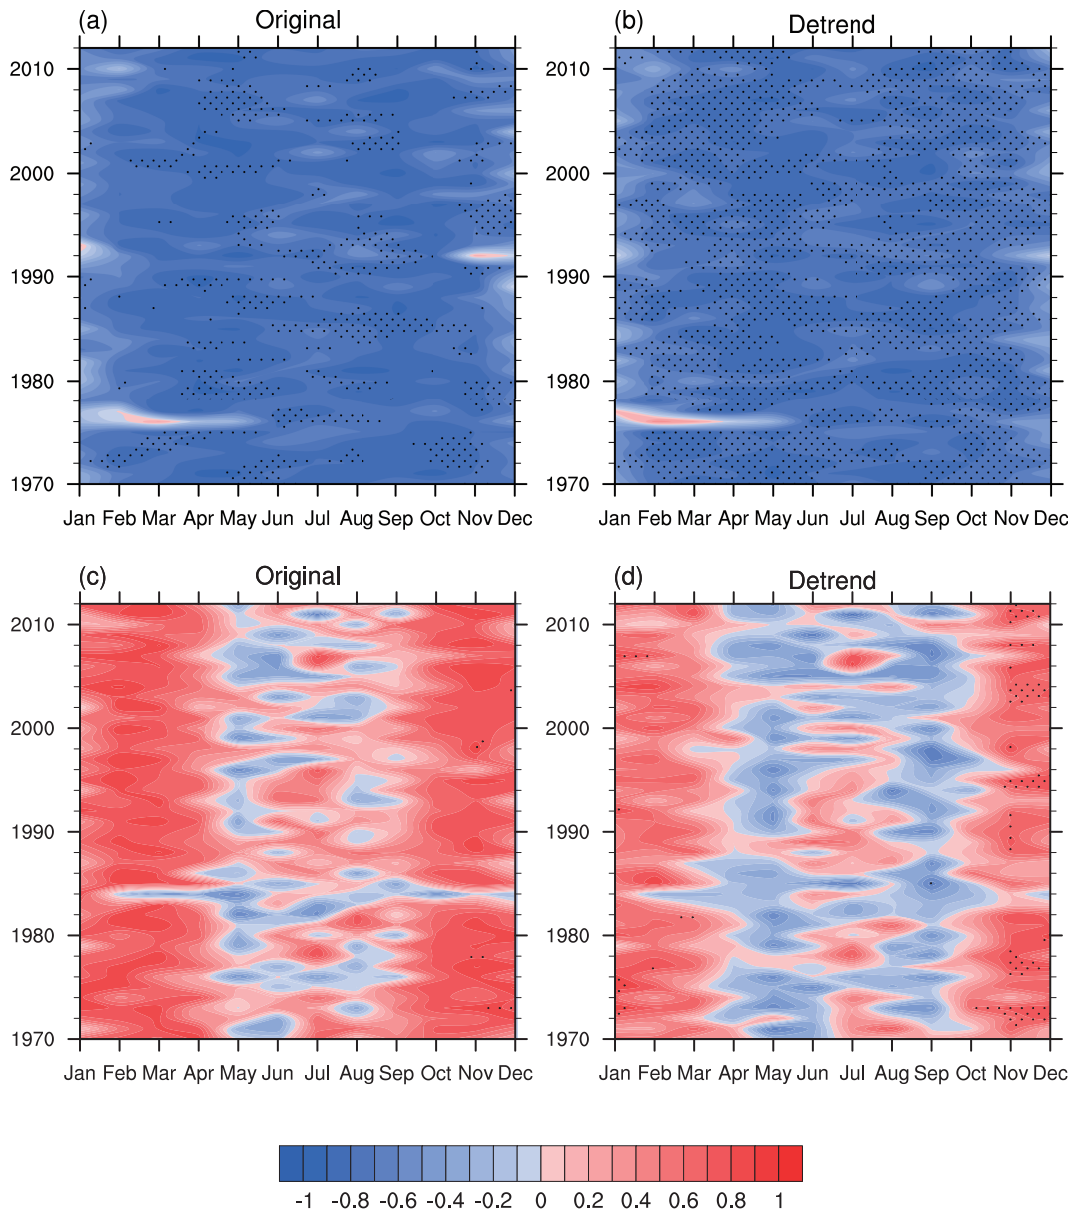 (a) Original
(b) Detrend
2010
2000
1990
1980
1970
Jan Feb Mar Apr May Jun Jul Aug Sep Oct Nov Dec
2010
2000
1990
1980
1970
Jan Feb Mar Apr May Jun Jul Aug Sep Oct Nov Dec
(c) Original
(d) Detrend
2010
2000
1990
1980
1970
Jan Feb Mar Apr May Jun Jul Aug Sep Oct Nov Dec
2010
2000
1990
1980
1970
Jan Feb Mar Apr May Jun Jul Aug Sep Oct Nov Dec
-1 -0.8 -0.6 -0.4 -0.2 0 0.2 0.4 0.6 0.8 1